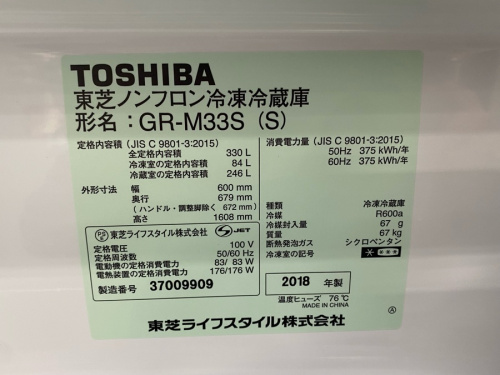 TOSHIBA
東芝ノンフロン冷凍冷蔵庫
形名：GR-M33S (S)
定格内容積 (JIS C 9801-3:2015)
全定格内容積 330 L
冷凍室の定格内容積 84 L
冷蔵室の定格内容積 246 L
外形寸法 幅 600 mm
奥行 679 mm
(ハンドル・調整脚除く 672 mm)
高さ 1608 mm
消費電力量 (JIS C 9801-3:2015)
50Hz 375 kWh/年
60Hz 375 kWh/年
種類 冷凍冷蔵庫
冷媒 R600a
冷媒量 67 g
質量 67 kg
断熱発泡ガス シクロペンタン
冷凍室の記号 ＊***
PSE 東芝ライフスタイル株式会社 S JET
定格電圧 100 V
定格周波数 50/60 Hz
電動機の定格消費電力 83/ 83 W
電熱装置の定格消費電力 176/176 W
製造番号 37009909
2018 年製
温度ヒューズ 76℃
MADE IN CHINA
Ⓐ
東芝ライフスタイル株式会社